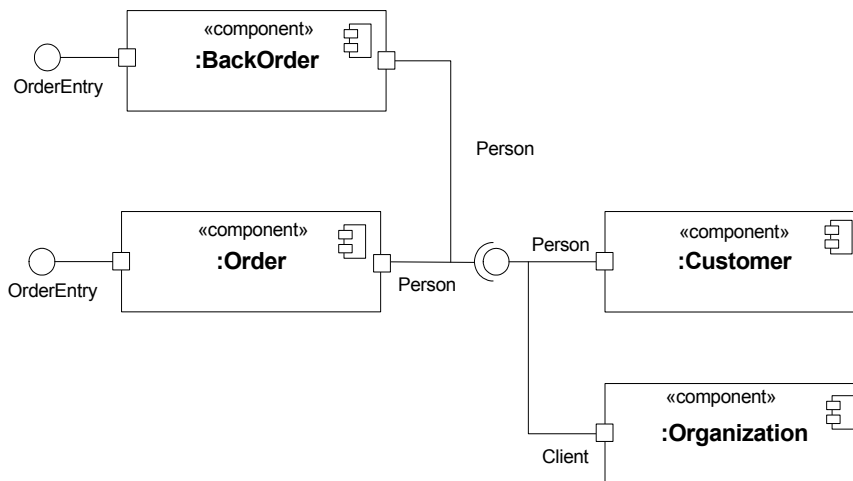 «component»
:BackOrder
OrderEntry
Person
«component»
:Order
OrderEntry
Person
Person
«component»
:Customer
«component»
:Organization
Client